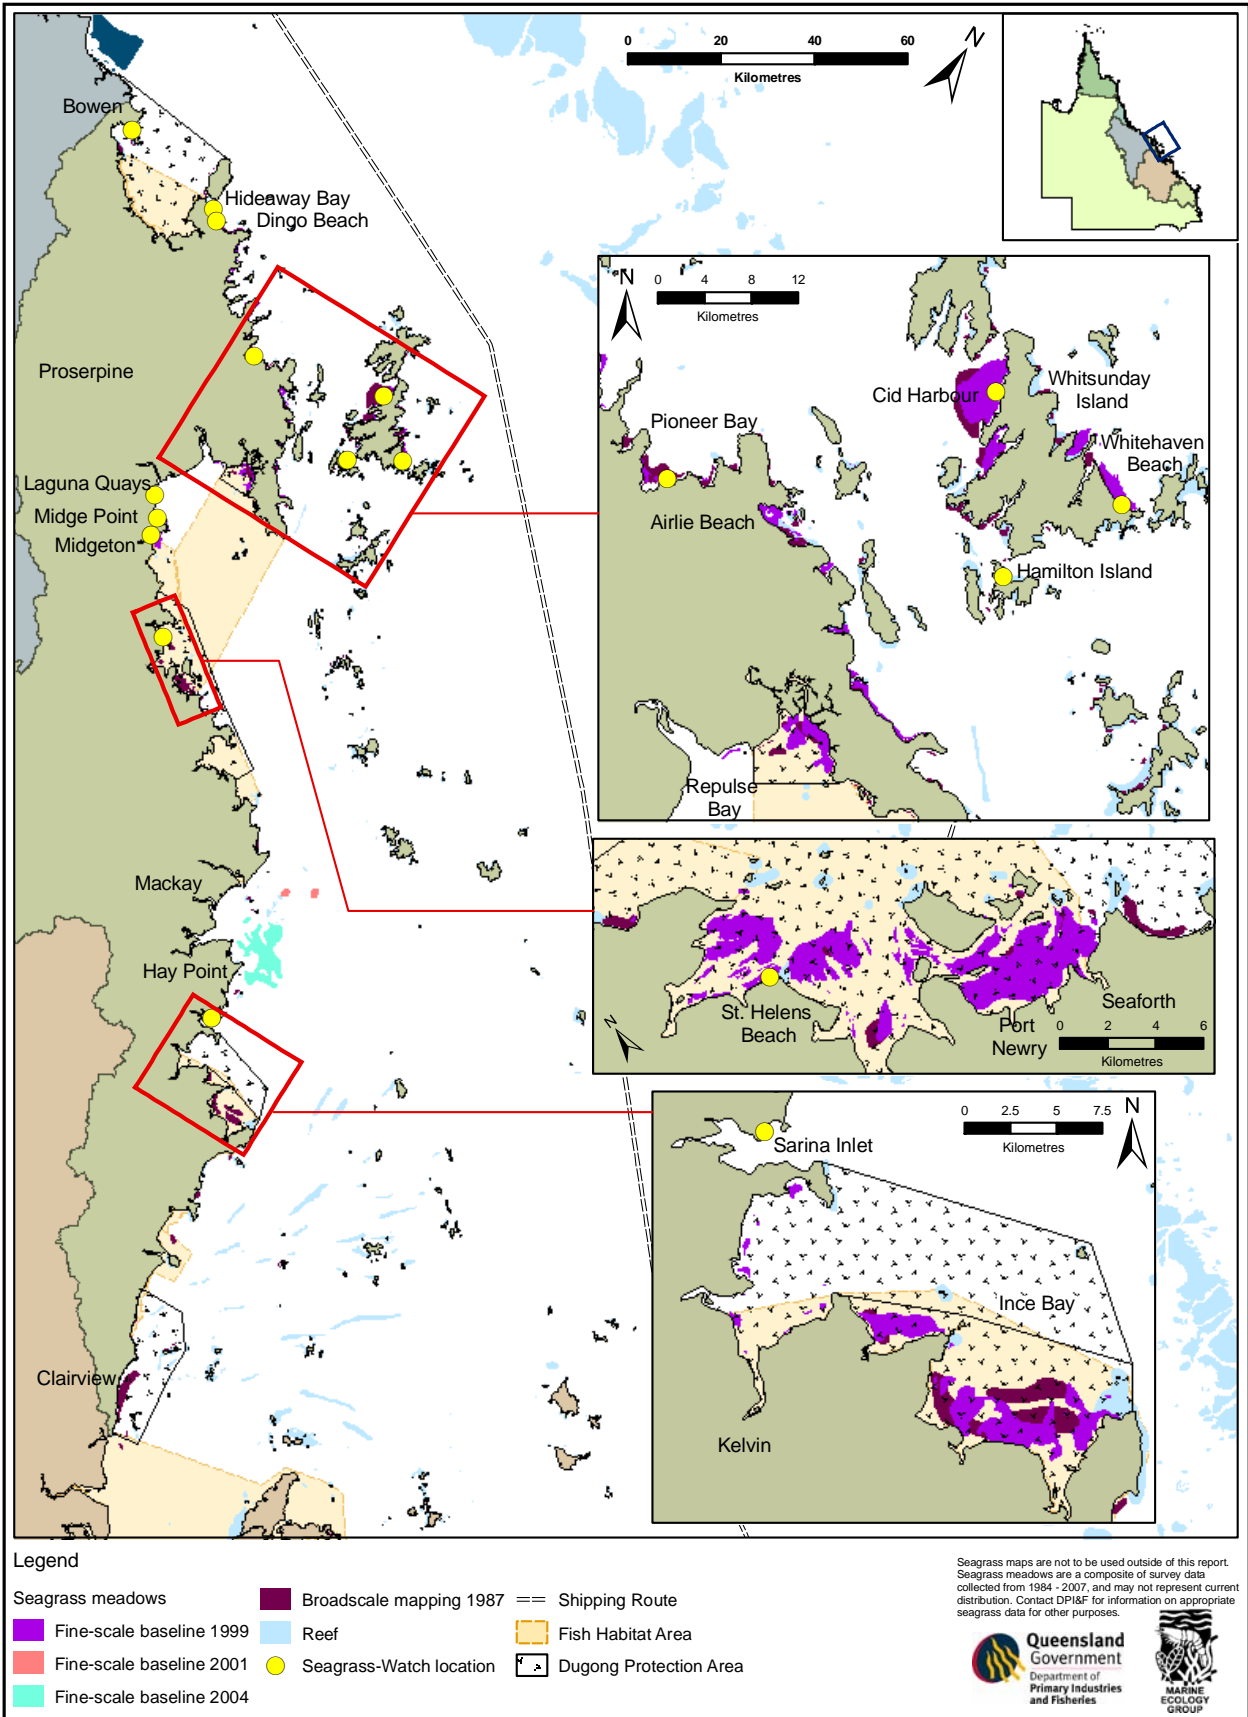 0 20 40 60
Kilometres
N
Bowen
Hideaway Bay
Dingo Beach
Proserpine
Laguna Quays
Midge Point
Midgeton
Mackay
Hay Point
Clairview
N
0 4 8 12
Kilometres
Cid Harbour
Whitsunday
Island
Pioneer Bay
Whitehaven
Beach
Airlie Beach
Hamilton Island
Repulse
Bay
N
St. Helens
Beach
Port
Newry
Seaforth
0 2 4 6
Kilometres
0 2.5 5 7.5
Kilometres
N
Sarina Inlet
Ince Bay
Kelvin
Legend
Seagrass meadows
Fine-scale baseline 1999
Fine-scale baseline 2001
Fine-scale baseline 2004
Broadscale mapping 1987
Reef
Seagrass-Watch location
Shipping Route
Fish Habitat Area
Dugong Protection Area
Seagrass maps are not to be used outside of this report.
Seagrass meadows are a composite of survey data
collected from 1984 - 2007, and may not represent current
distribution. Contact DPI&F for information on appropriate
seagrass data for other purposes.
Queensland
Government
Department of
Primary Industries
and Fisheries
MARINE
ECOLOGY
GROUP